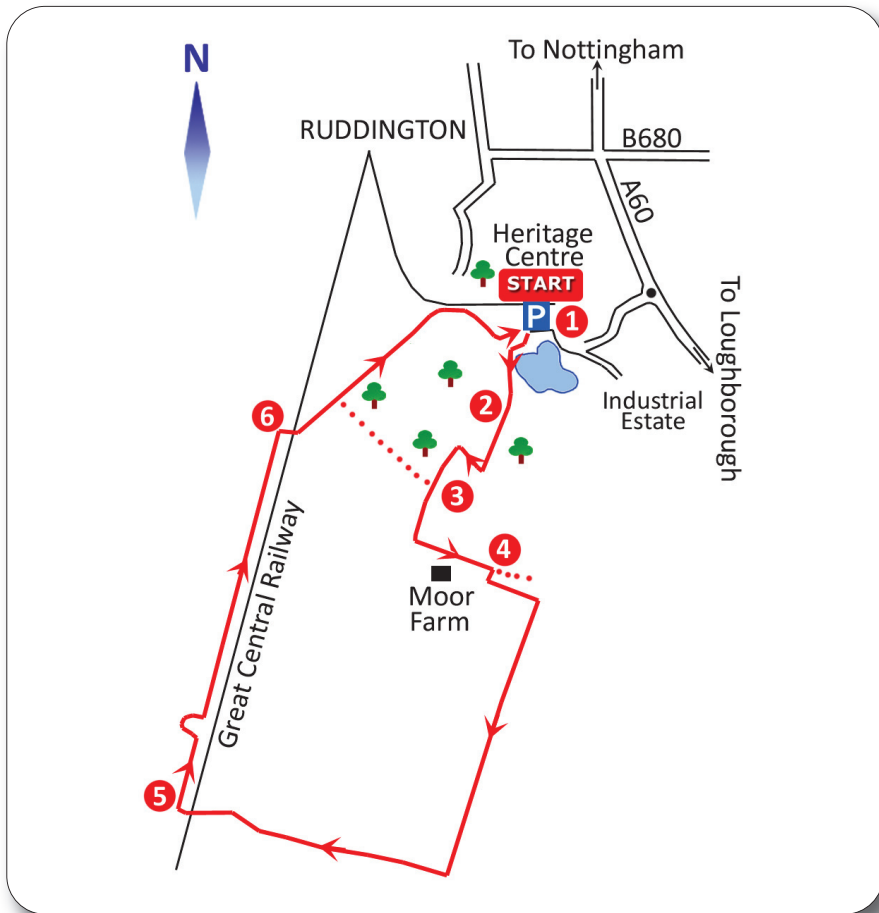 To Nottingham
N
RUDDINGTON
B680
A60
Heritage
Centre
START
P
1
To Loughborough
2
Industrial
Estate
6
3
4
Moor
Farm
Great Central Railway
5